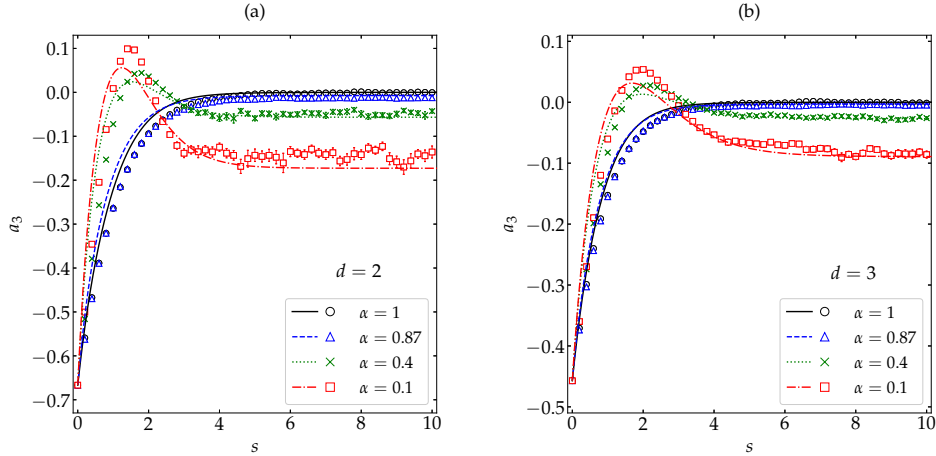 (a)
a₃
0.1
0.0
−0.1
−0.2
−0.3
−0.4
−0.5
−0.6
−0.7
d = 2
α = 1
α = 0.87
α = 0.4
α = 0.1
0 2 4 6 8 10
s
(b)
a₃
0.1
0.0
−0.1
−0.2
−0.3
−0.4
−0.5
d = 3
α = 1
α = 0.87
α = 0.4
α = 0.1
0 2 4 6 8 10
s